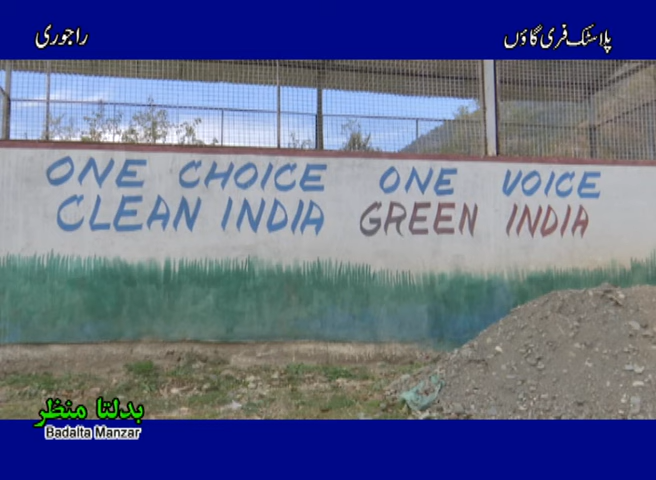 راجوری
پلاسٹک فری گاؤں
ONE CHOICE ONE VOICE
CLEAN INDIA GREEN INDIA
بدلتا منظر
Badalta Manzar